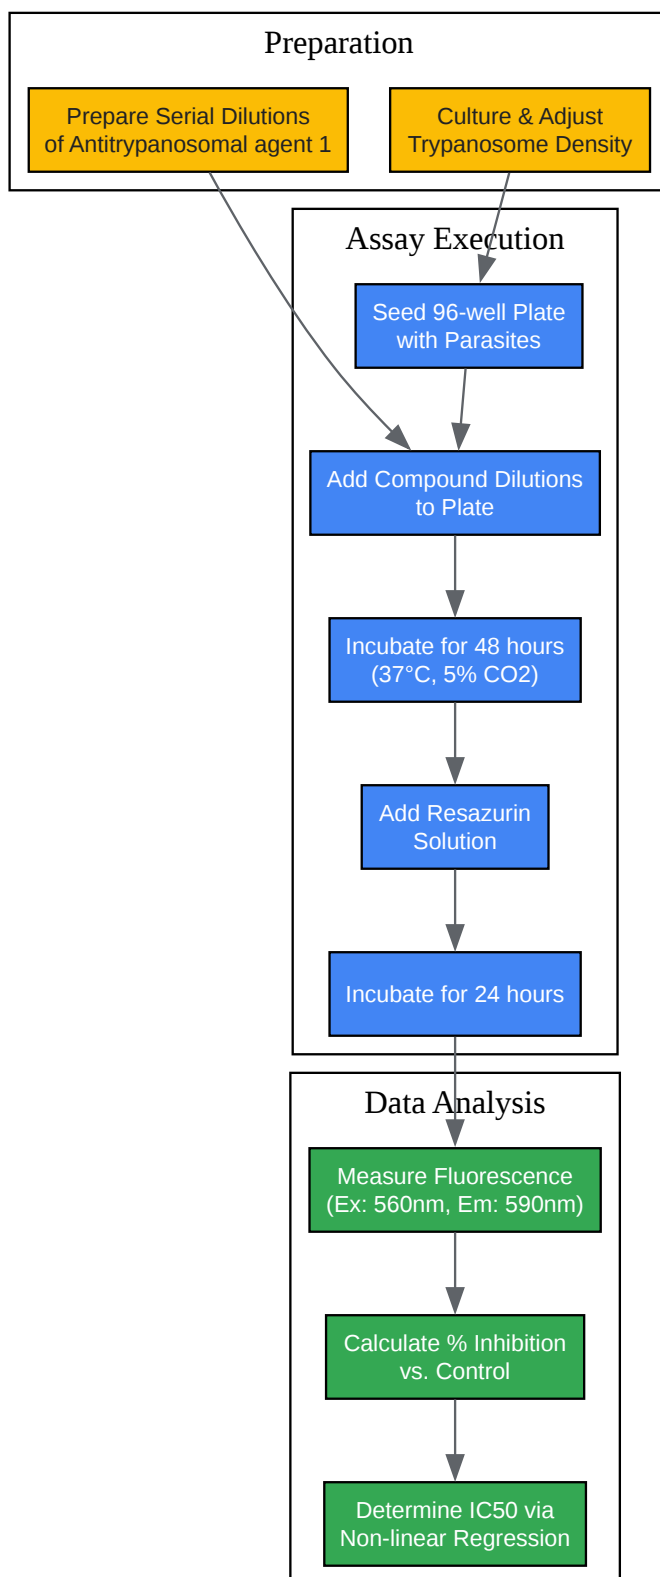 Preparation
Prepare Serial Dilutions
of Antitrypanosomal agent 1
Culture & Adjust
Trypanosome Density
Assay Execution
Seed 96-well Plate
with Parasites
Add Compound Dilutions
to Plate
Incubate for 48 hours
(37°C, 5% CO2)
Add Resazurin
Solution
Incubate for 24 hours
Data Analysis
Measure Fluorescence
(Ex: 560nm, Em: 590nm)
Calculate % Inhibition
vs. Control
Determine IC50 via
Non-linear Regression